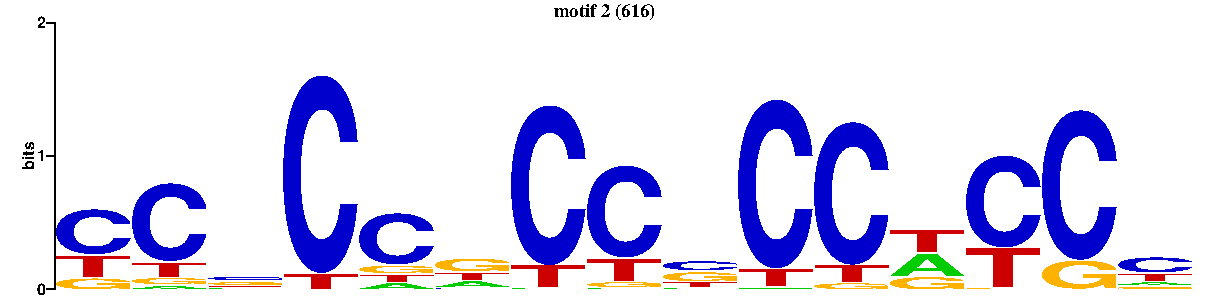 motif 2 (616)
2
bits
1
0
C C C C C C C C C C C T C C C
T T G T G G T T G T T A T G T
G G T A T G T G G A
A A A